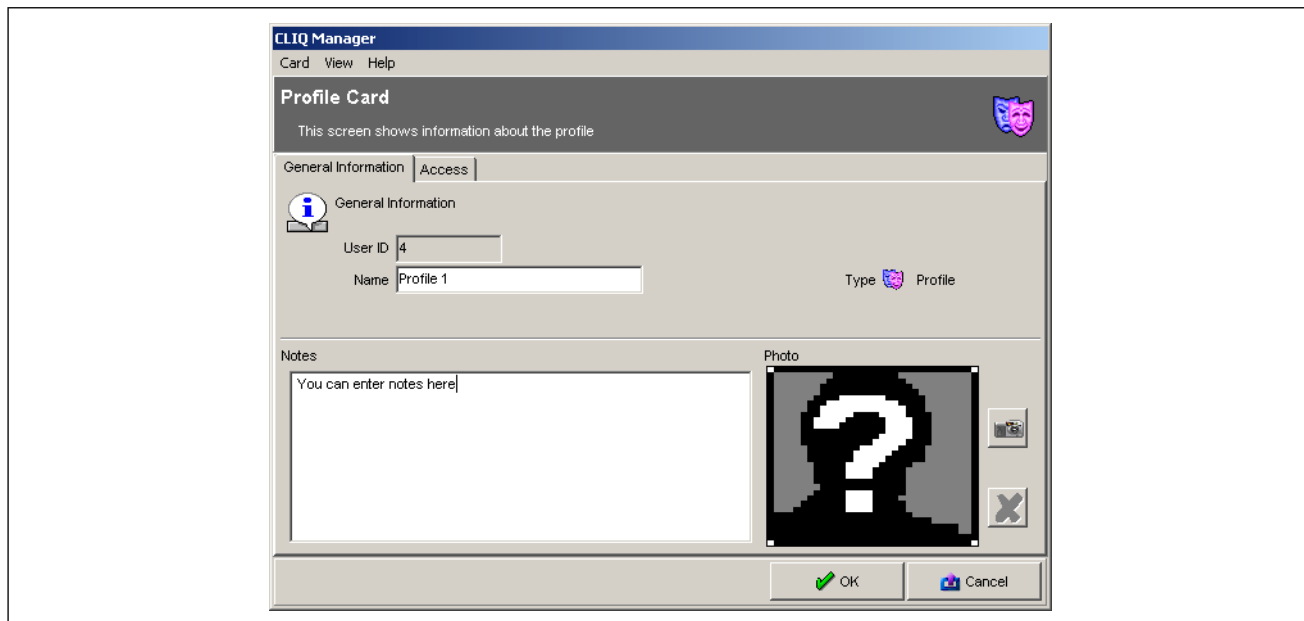 CLIQ Manager
Card View Help
Profile Card
This screen shows information about the profile
General Information Access
General Information
User ID 4
Name Profile 1 Type Profile
Notes Photo
You can enter notes here
?
OK Cancel